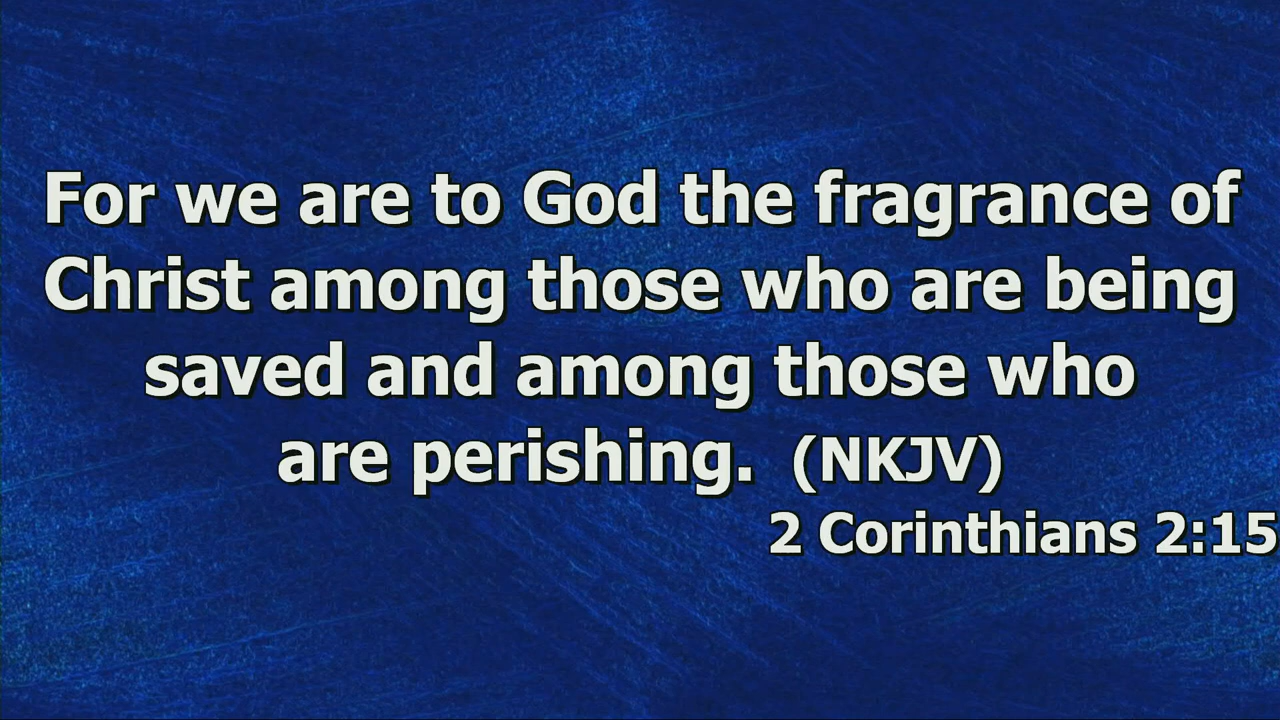 For we are to God the fragrance of
Christ among those who are being
saved and among those who
are perishing. (NKJV)
2 Corinthians 2:15